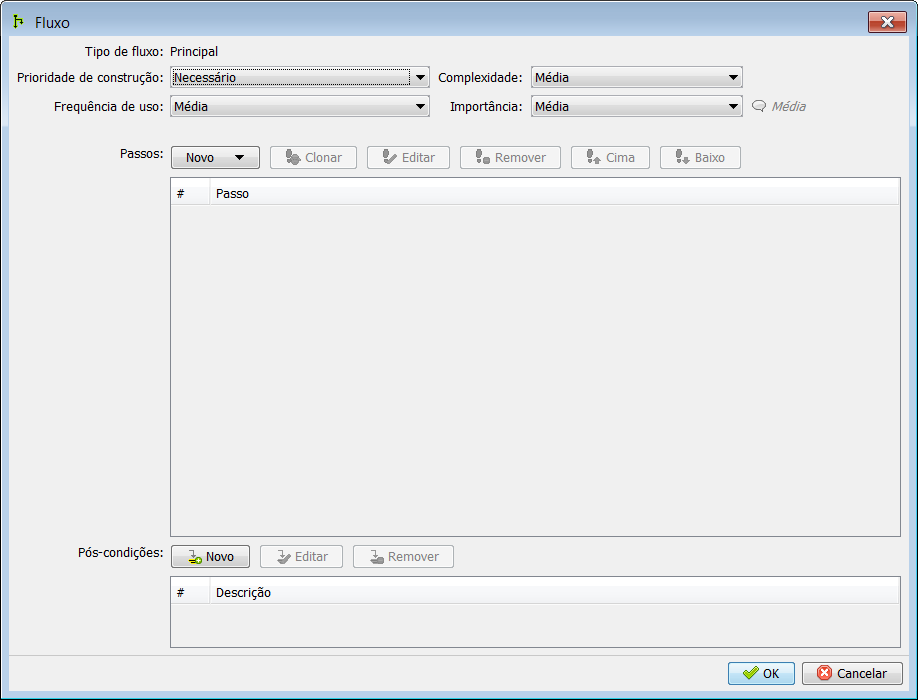 Fluxo
Tipo de fluxo: Principal
Prioridade de construção: Necessário Complexidade: Média
Frequência de uso: Média Importância: Média Média
Passos: Novo Clonar Editar Remover Cima Baixo
# Passo
Pós-condições: Novo Editar Remover
# Descrição
OK Cancelar